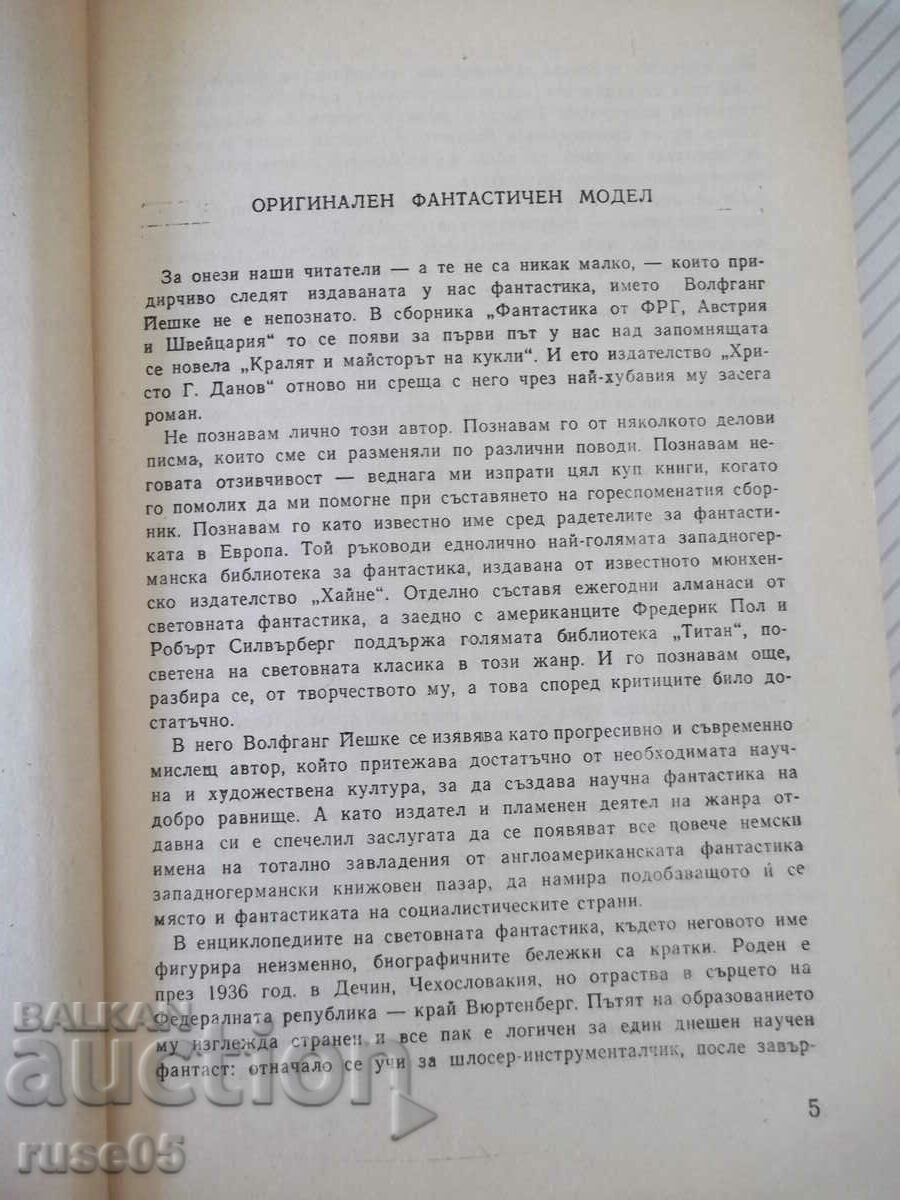 ОРИГИНАЛЕН ФАНТАСТИЧЕН МОДЕЛ
За онези наши читатели — а те не са никак малко, — които при-
дирчиво следят издаваната у нас фантастика, името Волфганг
Йешке не е непознато. В сборника „Фантастика от ФРГ, Австрия
и Швейцария“ то се появи за първи път у нас над запомнящата
се новела „Кралят и майсторът на кукли“. И ето издателство „Хри-
сто Г. Данов“ отново ни среща с него чрез най-хубавия му засега
роман.
Не познавам лично този автор. Познавам го от няколкото делови
писма, които сме си разменяли по различни поводи. Познавам не-
говата отзивчивост — веднага ми изпрати цял куп книги, когато
го помолих да ми помогне при съставянето на гореспоменатия сбор-
ник. Познавам го като известно име сред радетелите за фантасти-
ката в Европа. Той ръководи еднолично най-голямата западногер-
манска библиотека за фантастика, издавана от известното мюнхен-
ско издателство „Хайне“. Отделно съставя ежегодни алманаси от
световната фантастика, а заедно с американците Фредерик Пол и
Робърт Силвърберг поддържа голямата библиотека „Титан“, по-
светена на световната класика в този жанр. И го познавам още,
разбира се, от творчеството му, а това според критиците било до-
статъчно.
В него Волфганг Йешке се изявява като прогресивно и съвременно
мислещ автор, който притежава достатъчно от необходимата науч-
на и художествена култура, за да създава научна фантастика на
добро равнище. А като издател и пламенен деятел на жанра от-
давна си е спечелил заслугата да се появяват все повече немски
имена на тотално завладения от англоамериканската фантастика
западногермански книжовен пазар, да намира подобаващото ѝ се
място и фантастиката на социалистическите страни.
В енциклопедиите на световната фантастика, където неговото име
фигурира неизменно, биографичните бележки са кратки. Роден е
през 1936 год. в Дечин, Чехословакия, но отраства в сърцето на
Федералната република — край Вюртенберг. Пътят на образованието
му изглежда странен и все пак е логичен за един днешен научен
фантаст: отначало се учи за шлосер-инструменталчик, после завър-
5
BALKAN
auction
ruse05